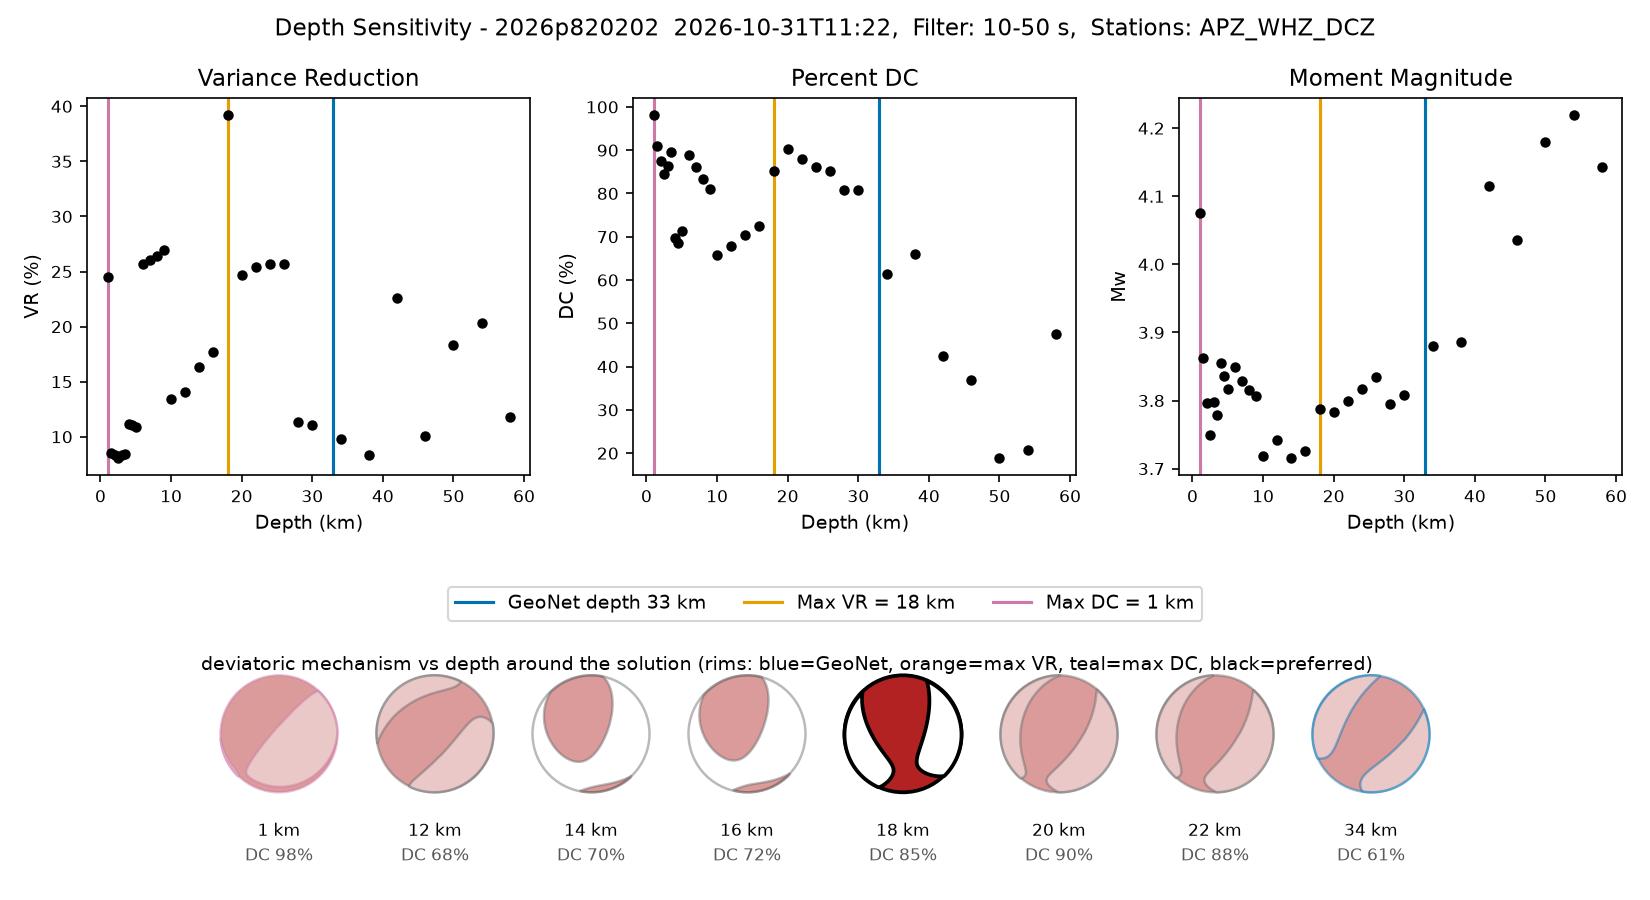 Depth Sensitivity - 2026p820202  2026-10-31T11:22,  Filter: 10-50 s,  Stations: APZ_WHZ_DCZ
Variance Reduction
40
35
30
25
20
15
10
VR (%)
0 10 20 30 40 50 60
Depth (km)
Percent DC
100
90
80
70
60
50
40
30
20
DC (%)
0 10 20 30 40 50 60
Depth (km)
Moment Magnitude
4.2
4.1
4.0
3.9
3.8
3.7
Mw
0 10 20 30 40 50 60
Depth (km)
GeoNet depth 33 km  Max VR = 18 km  Max DC = 1 km
deviatoric mechanism vs depth around the solution (rims: blue=GeoNet, orange=max VR, teal=max DC, black=preferred)
1 km 12 km 14 km 16 km 18 km 20 km 22 km 34 km
DC 98% DC 68% DC 70% DC 72% DC 85% DC 90% DC 88% DC 61%